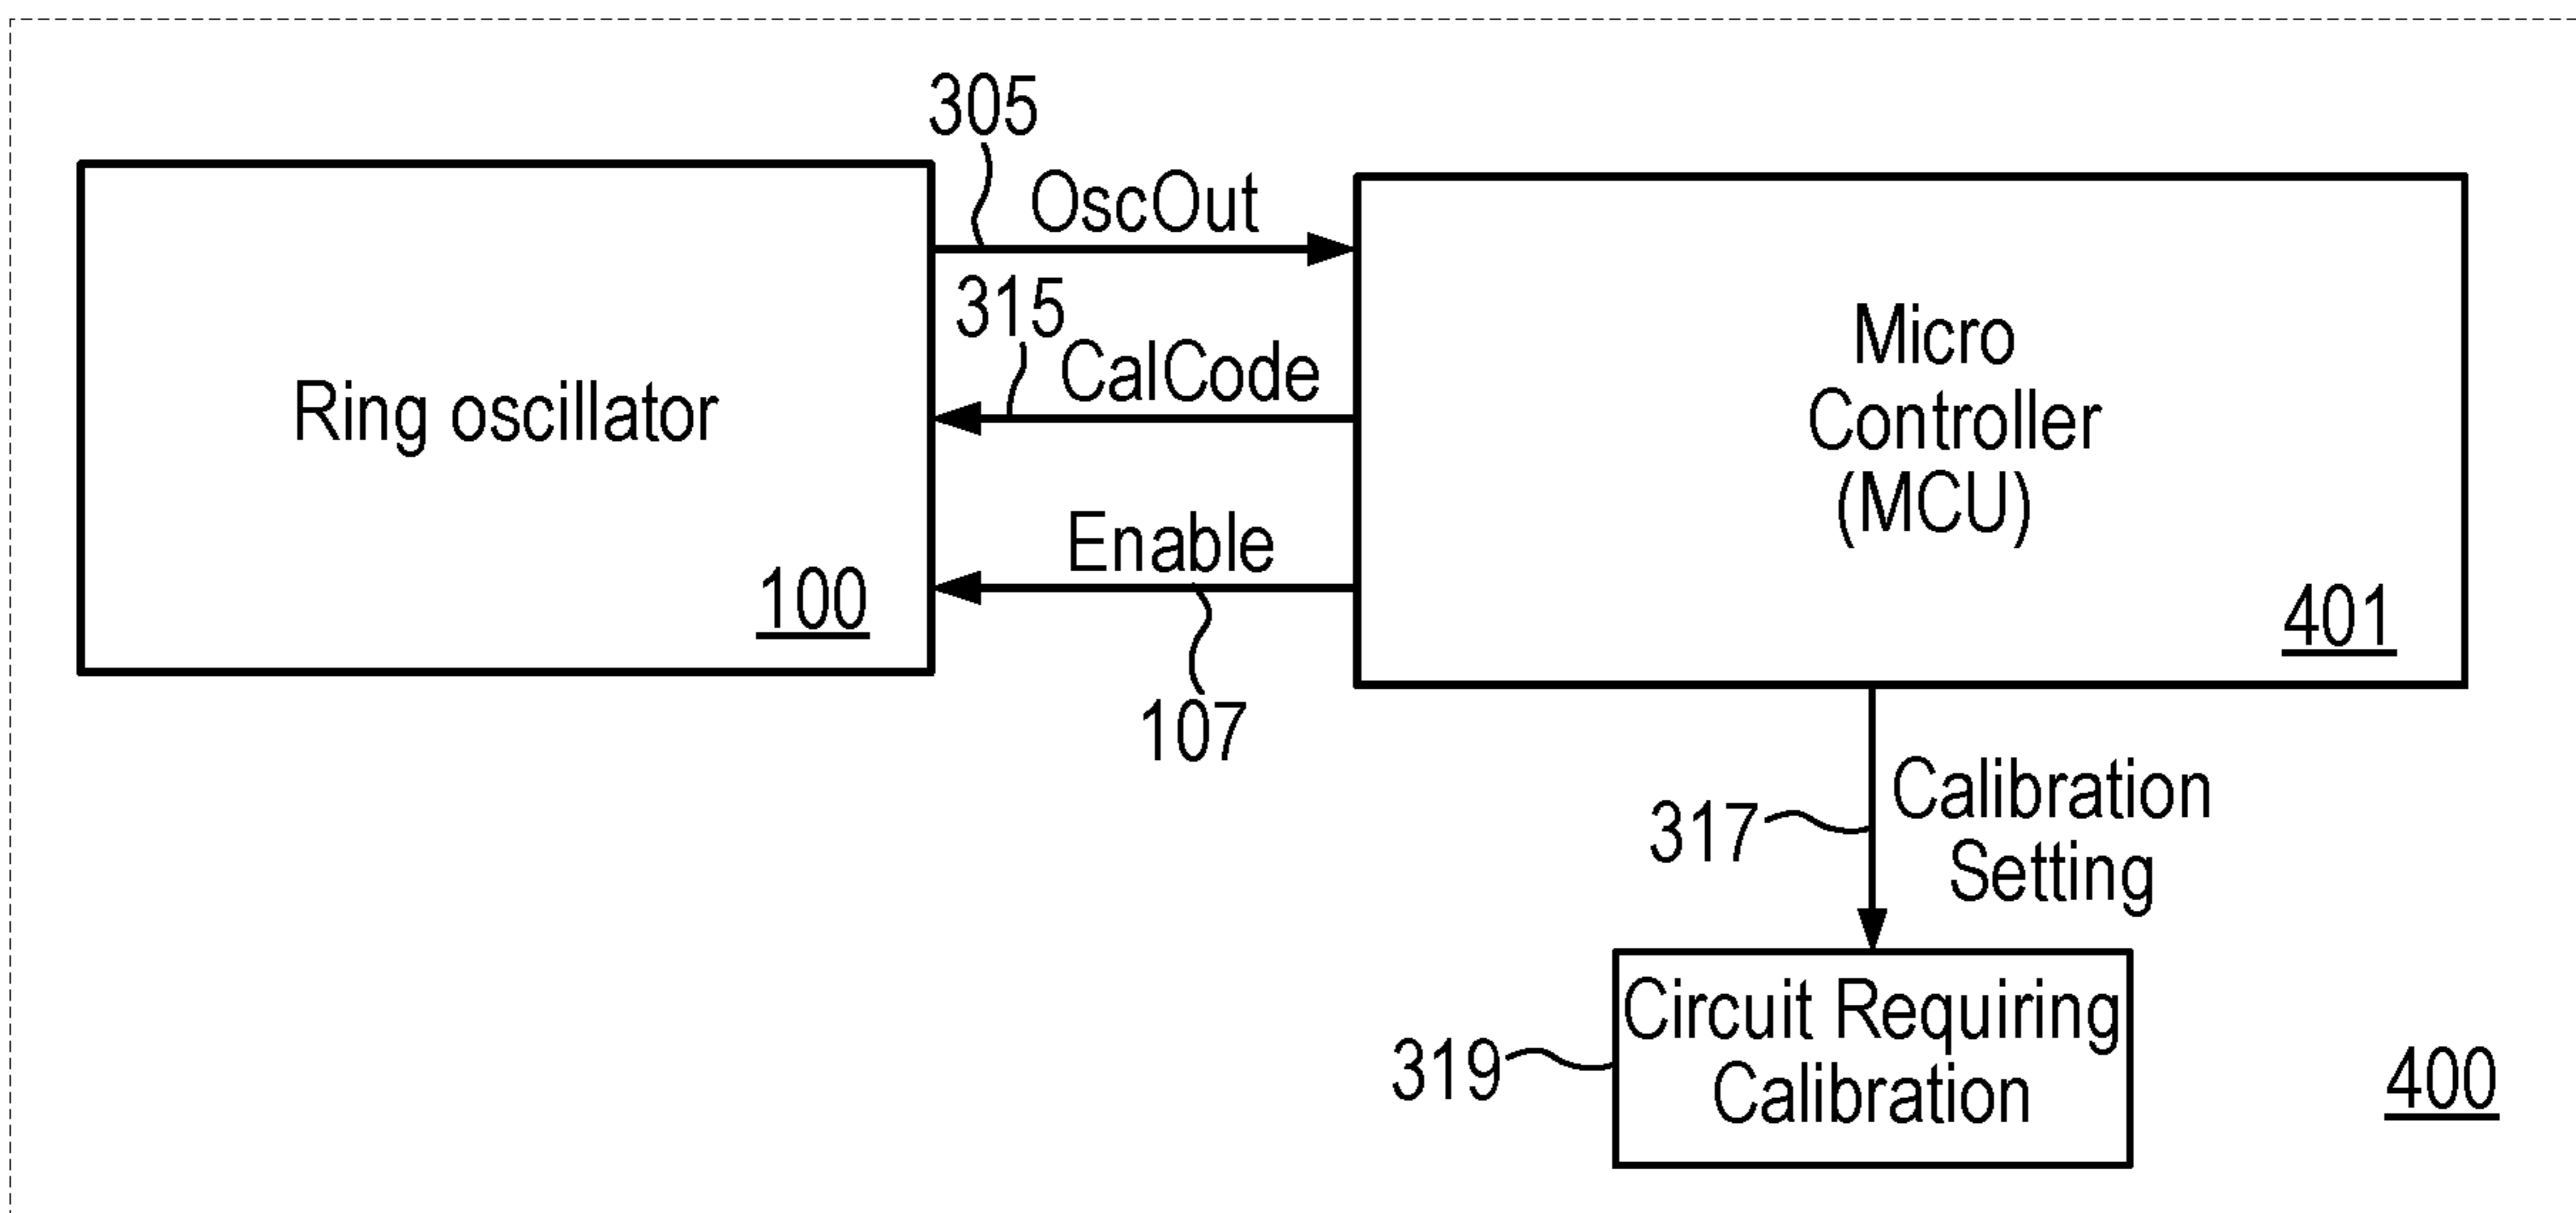 305
OscOut
315
CalCode
Ring oscillator
Enable
100
107
Micro
Controller
(MCU)
401
317
Calibration
Setting
Circuit Requiring
Calibration
319
400